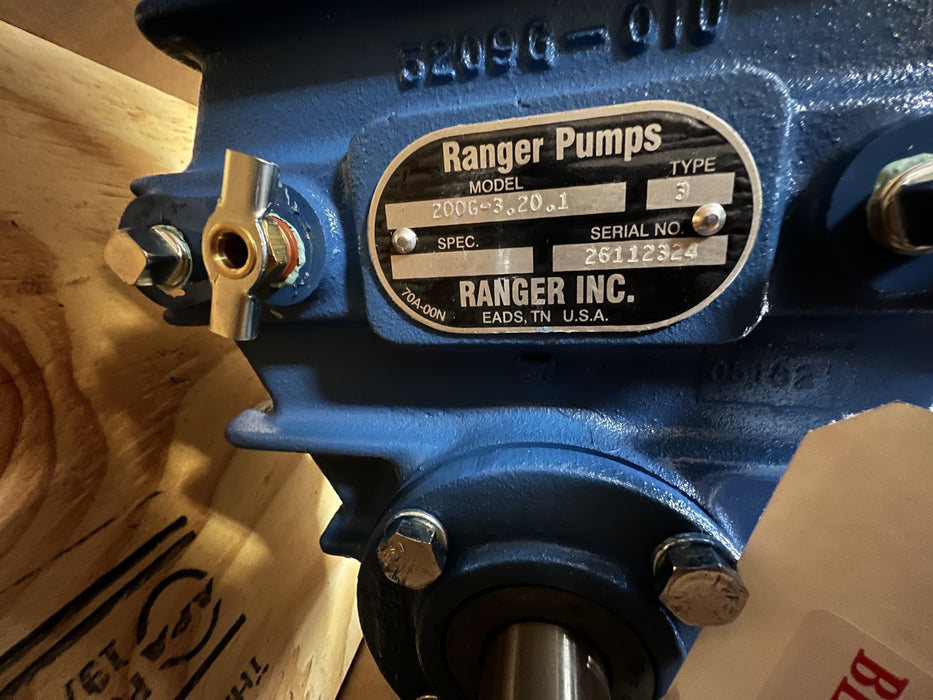 5209G-010
Ranger Pumps
MODEL
TYPE
200G-3.20.1
3
SPEC.
SERIAL NO.
26112324
70A-00N
RANGER INC.
EADS, TN U.S.A.